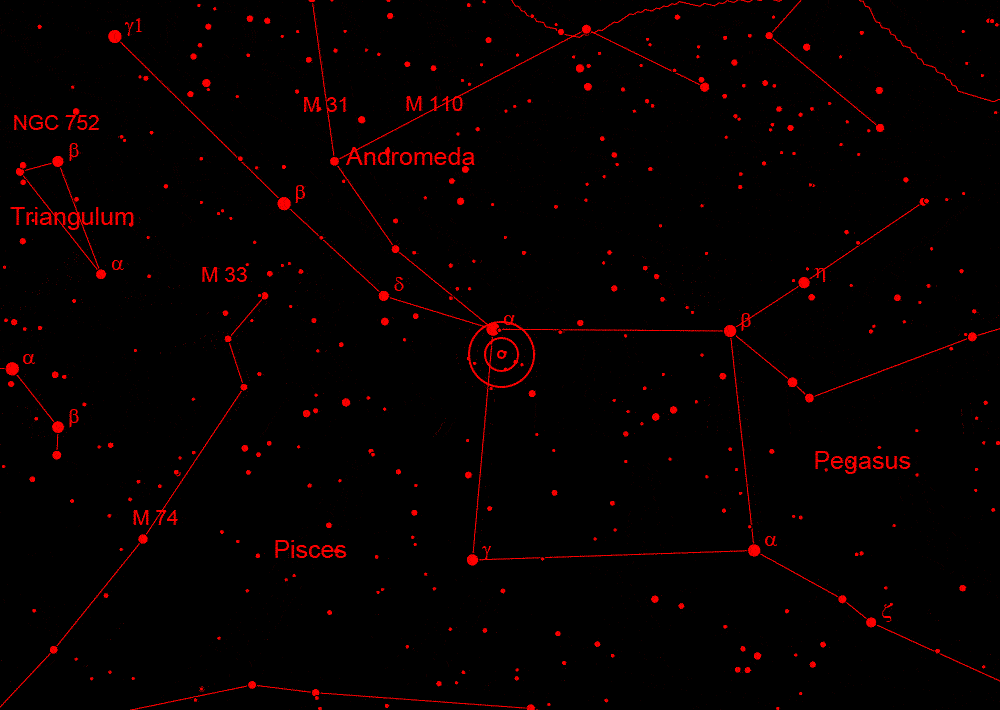 γ1
M 31
M 110
NGC 752
β
Andromeda
β
Triangulum
α
M 33
δ
η
α
β
α
β
Pegasus
M 74
Pisces
γ
α
ζ